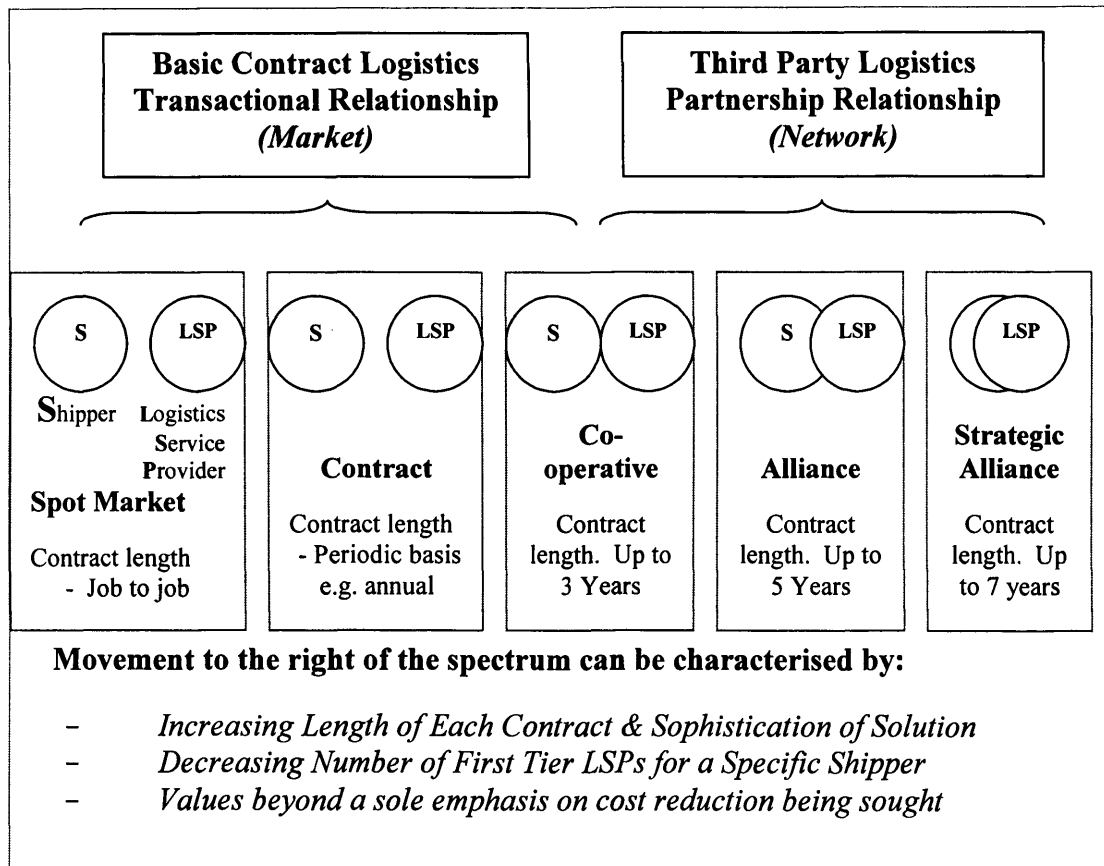 Basic Contract Logistics
Transactional Relationship
(Market)
Third Party Logistics
Partnership Relationship
(Network)
S
LSP
Shipper
Logistics
Service
Provider
Spot Market
Contract length
- Job to job
S
LSP
Contract
Contract length
- Periodic basis
e.g. annual
S
LSP
Co-
operative
Contract
length. Up to
3 Years
S
LSP
Alliance
Contract
length. Up to
5 Years
LSP
Strategic
Alliance
Contract
length. Up
to 7 years
Movement to the right of the spectrum can be characterised by:
- Increasing Length of Each Contract & Sophistication of Solution
- Decreasing Number of First Tier LSPs for a Specific Shipper
- Values beyond a sole emphasis on cost reduction being sought